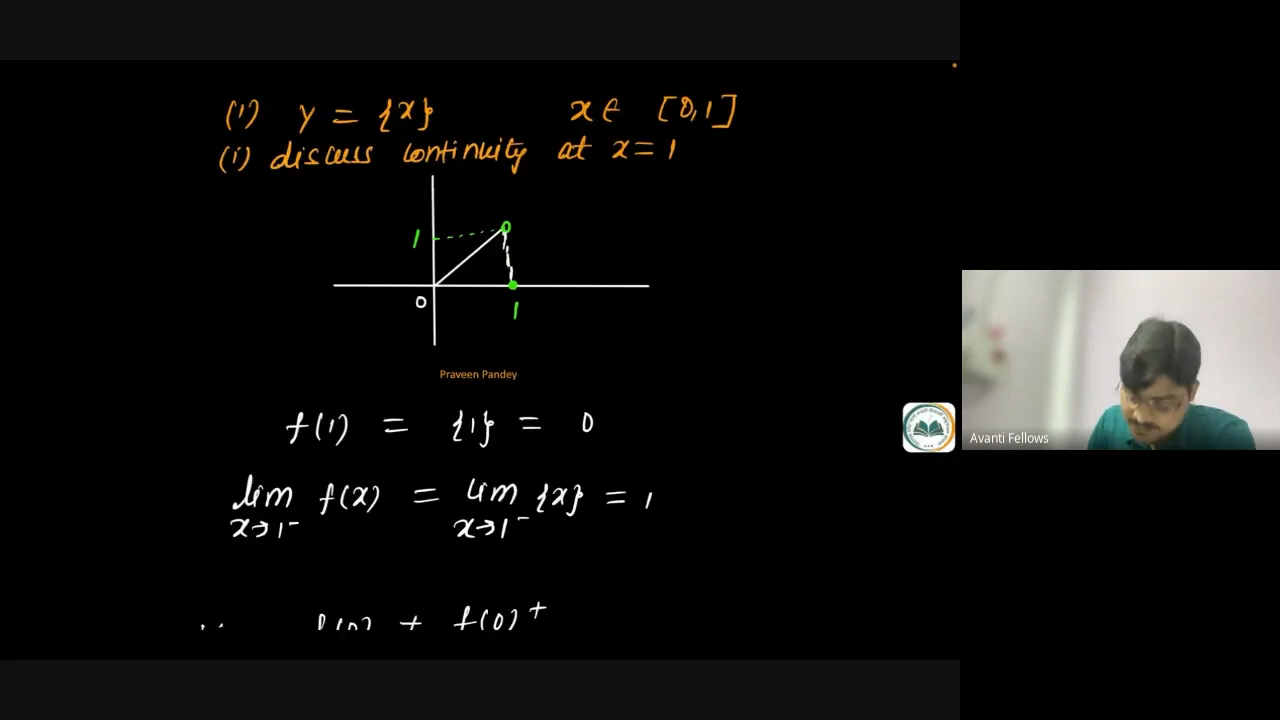 (1) y = {x} x ∈ [0,1]
(i) discuss continuity at x = 1
1
0
1
Praveen Pandey
f(1) = {1} = 0
lim x→1⁻ f(x) = lim x→1⁻ {x} = 1
Avanti Fellows